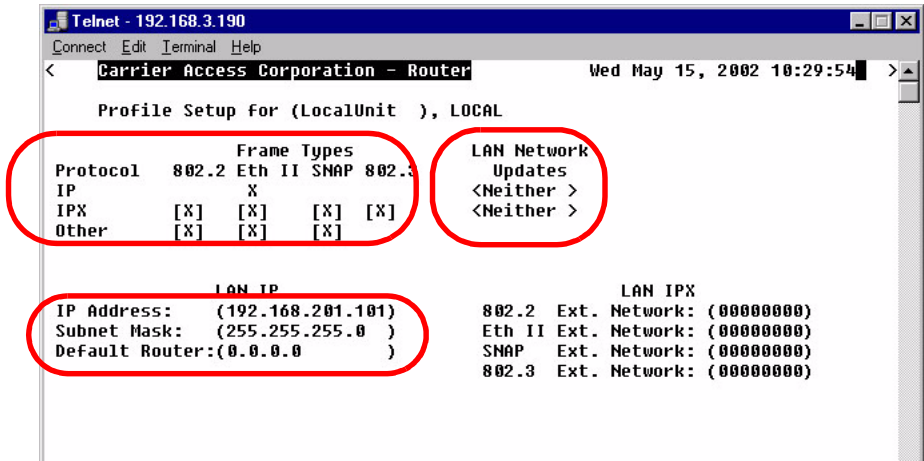 Telnet - 192.168.3.190
Connect Edit Terminal Help
< Carrier Access Corporation - Router Wed May 15, 2002 10:29:54 >
Profile Setup for (LocalUnit ), LOCAL
Frame Types LAN Network
Protocol 802.2 Eth II SNAP 802.3 Updates
IP X <Neither >
IPX [X] [X] [X] [X] <Neither >
Other [X] [X] [X]
LAN IP LAN IPX
IP Address: (192.168.201.101) 802.2 Ext. Network: (00000000)
Subnet Mask: (255.255.255.0 ) Eth II Ext. Network: (00000000)
Default Router:(0.0.0.0 ) SNAP Ext. Network: (00000000)
802.3 Ext. Network: (00000000)